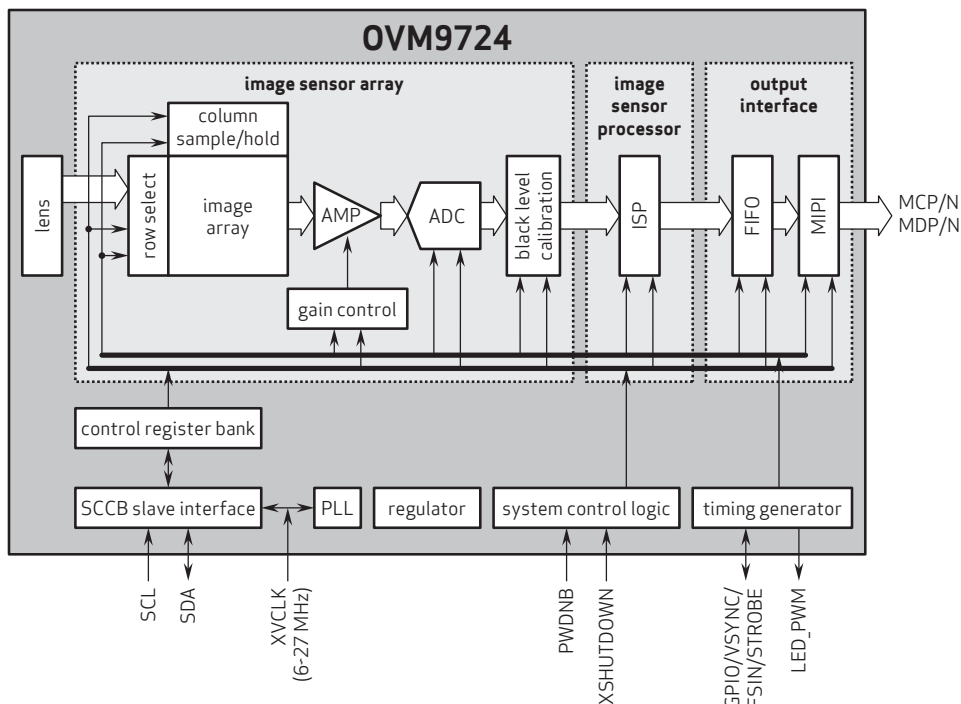 OVM9724
image sensor array
image
sensor
processor
output
interface
column
sample/hold
lens
row select
image
array
AMP
ADC
black level
calibration
ISP
FIFO
MIPI
MCP/N
MDP/N
gain control
control register bank
SCCB slave interface
PLL
regulator
system control logic
timing generator
SCL
SDA
XVCLK
(6-27 MHz)
PWDNB
XSHUTDOWN
GPIO/VSYNC/
FSIN/STROBE
LED_PWM